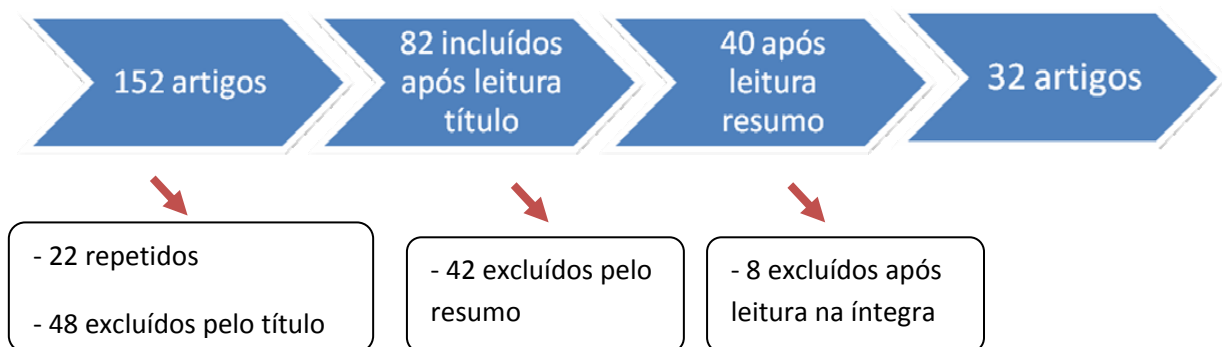 152 artigos
82 incluídos
após leitura
título
40 após
leitura
resumo
32 artigos
- 22 repetidos
- 48 excluídos pelo título
- 42 excluídos pelo
resumo
- 8 excluídos após
leitura na íntegra